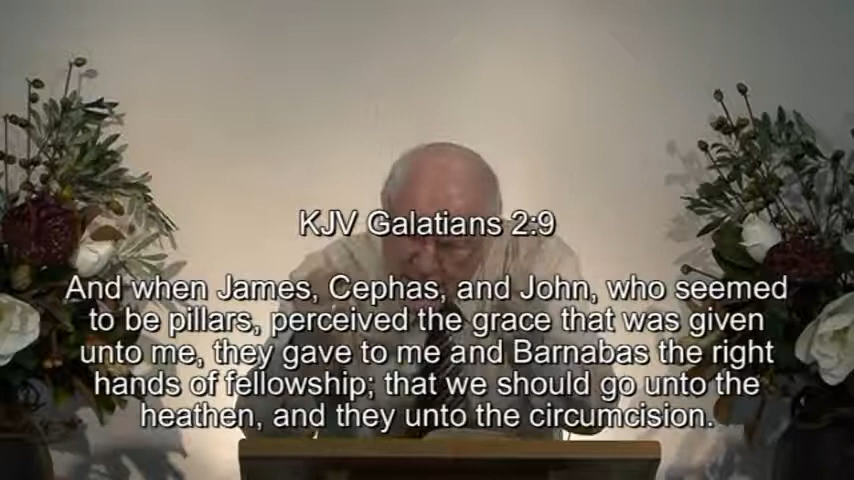 KJV Galatians 2:9
And when James, Cephas, and John, who seemed
to be pillars, perceived the grace that was given
unto me, they gave to me and Barnabas the right
hands of fellowship; that we should go unto the
heathen, and they unto the circumcision.